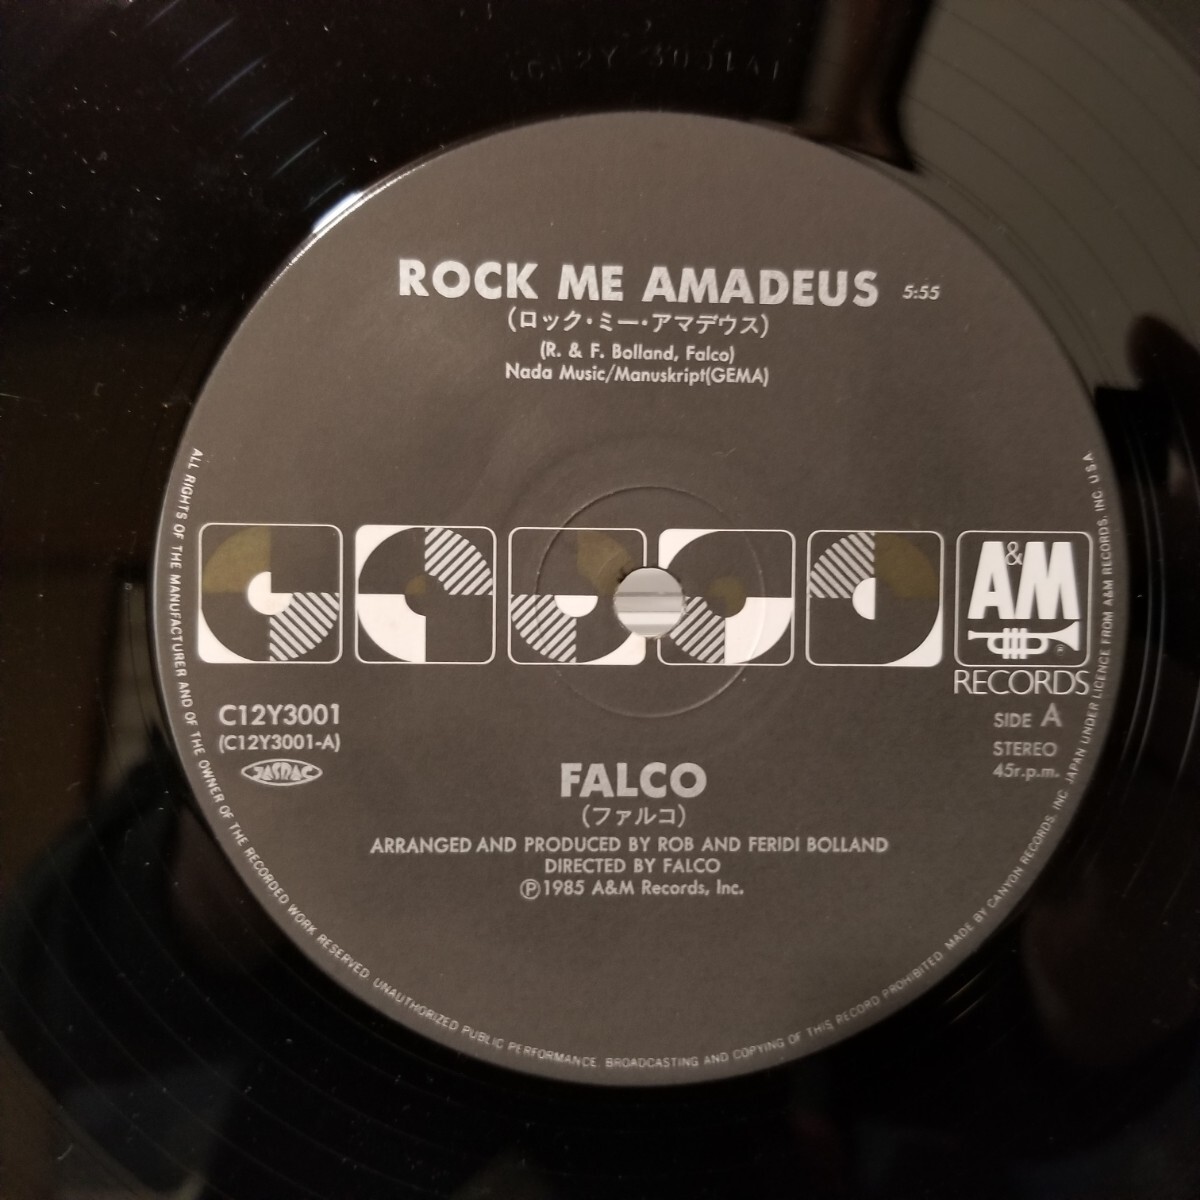 C12Y 3001A1
ROCK ME AMADEUS 5:55
(ロック・ミー・アマデウス)
(R. & F. Bolland, Falco)
Nada Music/Manuskript(GEMA)
A&M
RECORDS
C12Y3001
(C12Y3001-A)
JASRAC
SIDE A
STEREO
45r.p.m.
FALCO
(ファルコ)
ARRANGED AND PRODUCED BY ROB AND FERIDI BOLLAND
DIRECTED BY FALCO
Ⓟ1985 A&M Records, Inc.
ALL RIGHTS OF THE MANUFACTURER AND OF THE OWNER OF THE RECORDED WORK RESERVED. UNAUTHORIZED PUBLIC PERFORMANCE, BROADCASTING AND COPYING OF THIS RECORD PROHIBITED. MADE BY CANYON RECORDS, INC. JAPAN UNDER LICENCE FROM A&M RECORDS, INC. U.S.A.